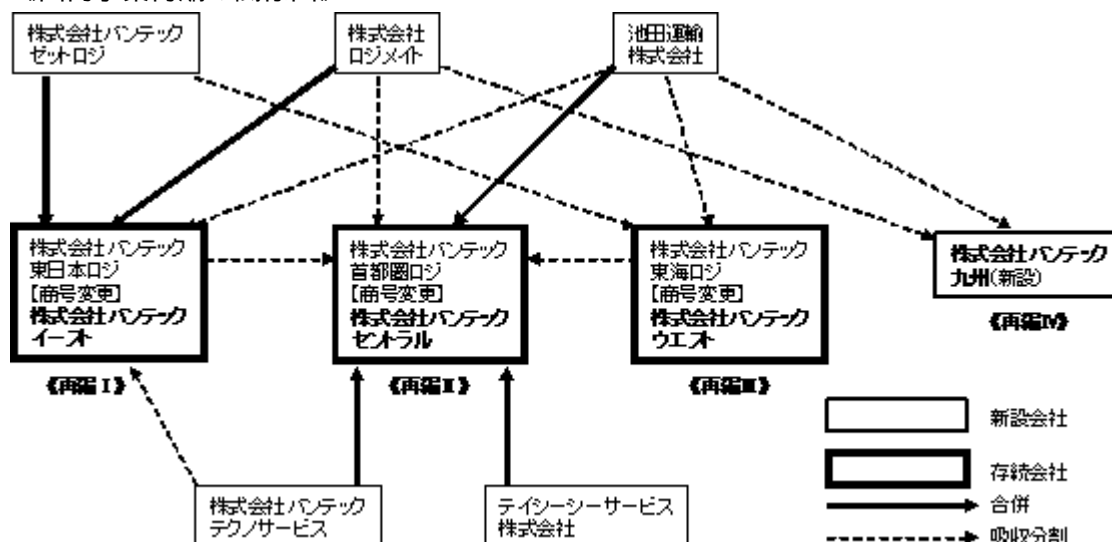 株式会社バンテック
ゼットロジ
株式会社
ロジメイト
池田運輸
株式会社
株式会社バンテック
東日本ロジ
【商号変更】
株式会社バンテック
イースト
株式会社バンテック
首都圏ロジ
【商号変更】
株式会社バンテック
セントラル
株式会社バンテック
東海ロジ
【商号変更】
株式会社バンテック
ウエスト
株式会社バンテック
九州(新設)
《再編Ⅰ》
《再編Ⅱ》
《再編Ⅲ》
《再編Ⅳ》
株式会社バンテック
テクノサービス
テイシーシーサービス
株式会社
新設会社
存続会社
合併
吸収分割